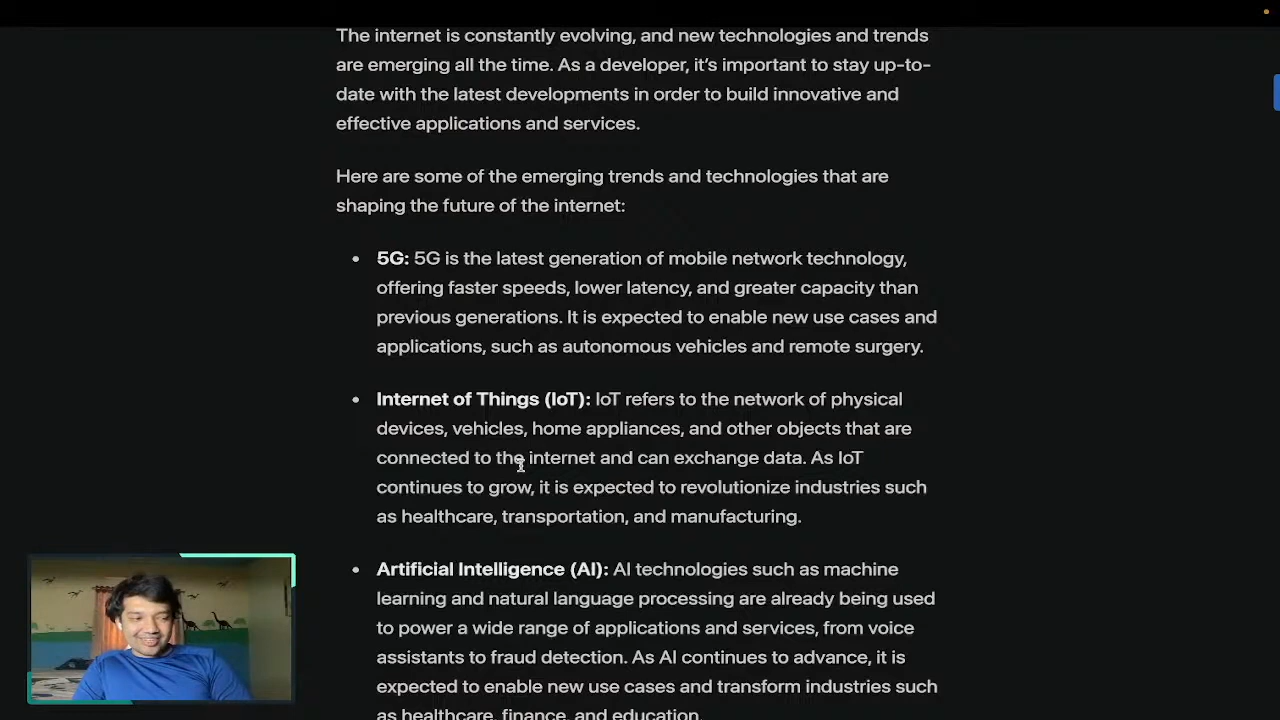 The internet is constantly evolving, and new technologies and trends
are emerging all the time. As a developer, it's important to stay up-to-
date with the latest developments in order to build innovative and
effective applications and services.
Here are some of the emerging trends and technologies that are
shaping the future of the internet:
• 5G: 5G is the latest generation of mobile network technology,
offering faster speeds, lower latency, and greater capacity than
previous generations. It is expected to enable new use cases and
applications, such as autonomous vehicles and remote surgery.
• Internet of Things (IoT): IoT refers to the network of physical
devices, vehicles, home appliances, and other objects that are
connected to the internet and can exchange data. As IoT
continues to grow, it is expected to revolutionize industries such
as healthcare, transportation, and manufacturing.
• Artificial Intelligence (AI): AI technologies such as machine
learning and natural language processing are already being used
to power a wide range of applications and services, from voice
assistants to fraud detection. As AI continues to advance, it is
expected to enable new use cases and transform industries such
as healthcare, finance, and education.